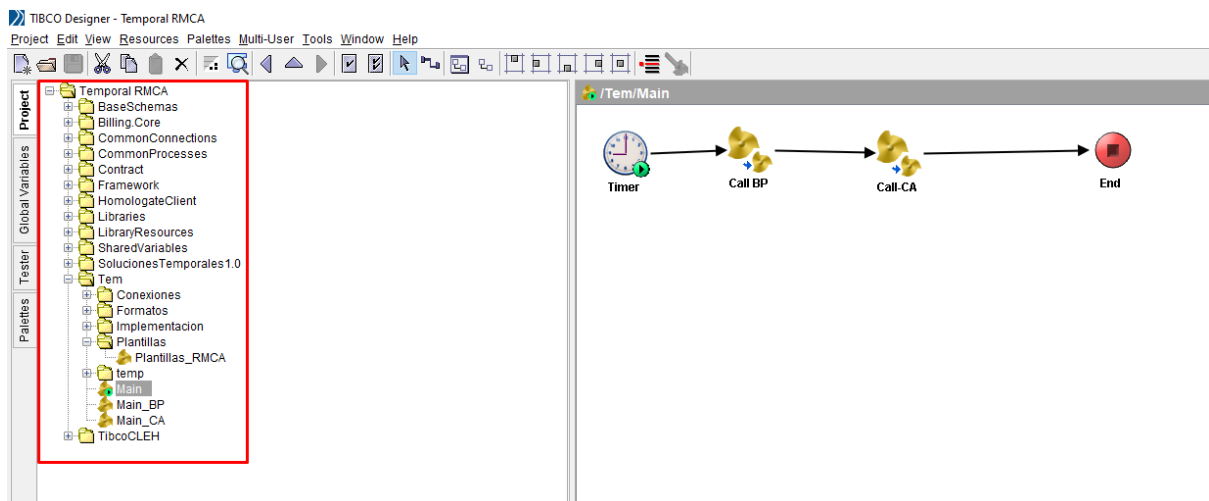 TIBCO Designer - Temporal RMCA
Project Edit View Resources Palettes Multi-User Tools Window Help
Project
Global Variables
Tester
Palettes
Temporal RMCA
BaseSchemas
Billing.Core
CommonConnections
CommonProcesses
Contract
Framework
HomologateClient
Libraries
LibraryResources
SharedVariables
SolucionesTemporales1.0
Tem
Conexiones
Formatos
Implementacion
Plantillas
Plantillas_RMCA
temp
Main
Main_BP
Main_CA
TibcoCLEH
/Tem/Main
Timer
Call BP
Call-CA
End